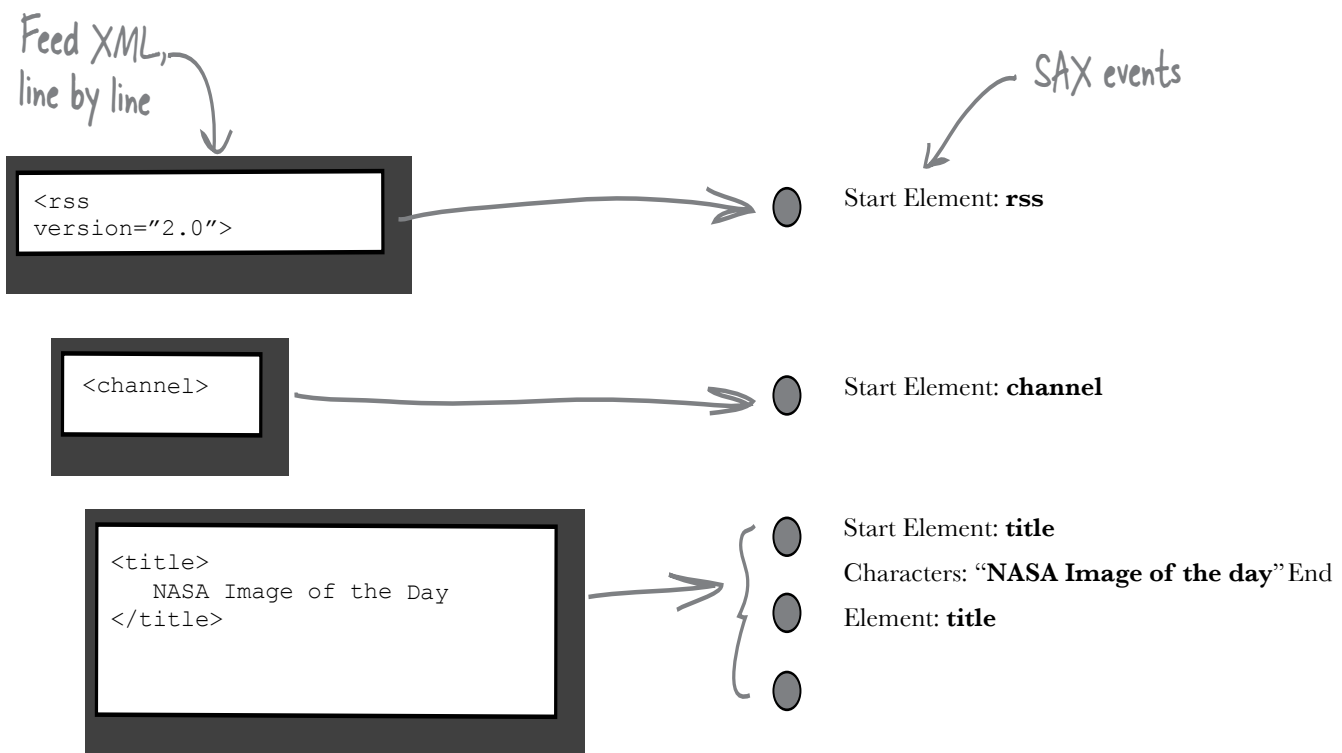 Feed XML,
line by line
SAX events
<rss
version=”2.0”>
Start Element: rss
<channel>
Start Element: channel
<title>
NASA Image of the Day
</title>
Start Element: title
Characters: “NASA Image of the day” End
Element: title